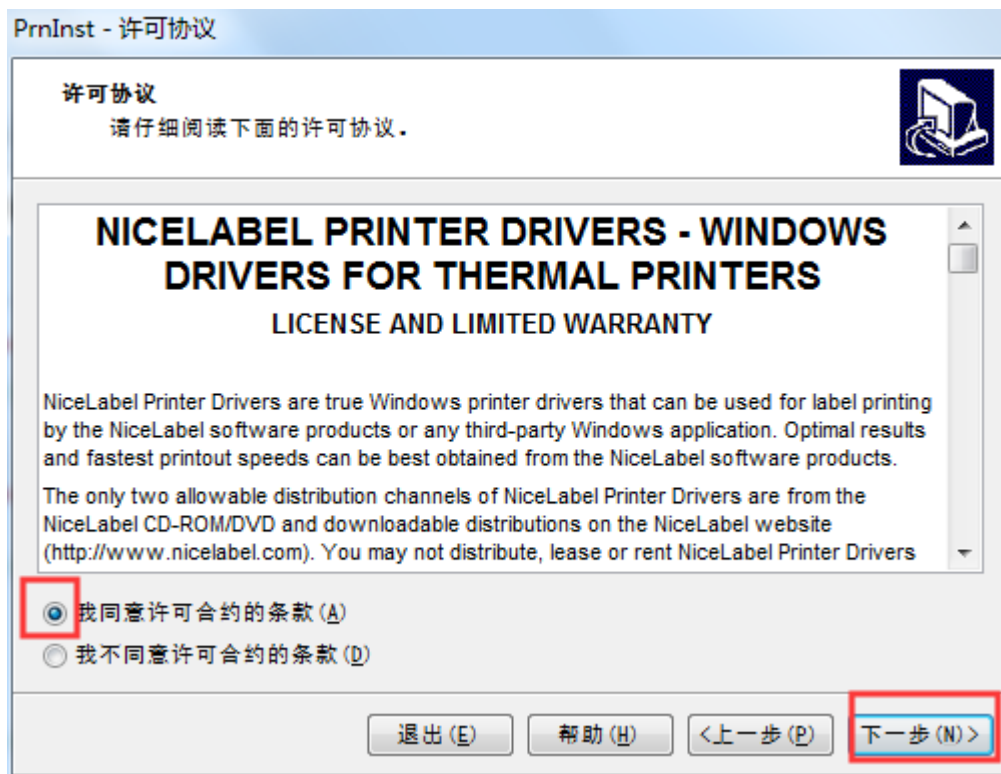 PrnInst - 许可协议
许可协议
请仔细阅读下面的许可协议.
NICELABEL PRINTER DRIVERS - WINDOWS
DRIVERS FOR THERMAL PRINTERS
LICENSE AND LIMITED WARRANTY
NiceLabel Printer Drivers are true Windows printer drivers that can be used for label printing
by the NiceLabel software products or any third-party Windows application. Optimal results
and fastest printout speeds can be best obtained from the NiceLabel software products.
The only two allowable distribution channels of NiceLabel Printer Drivers are from the
NiceLabel CD-ROM/DVD and downloadable distributions on the NiceLabel website
(http://www.nicelabel.com). You may not distribute, lease or rent NiceLabel Printer Drivers
我同意许可合约的条款(A)
我不同意许可合约的条款(D)
退出(E) 帮助(H) <上一步(P) 下一步(N)>